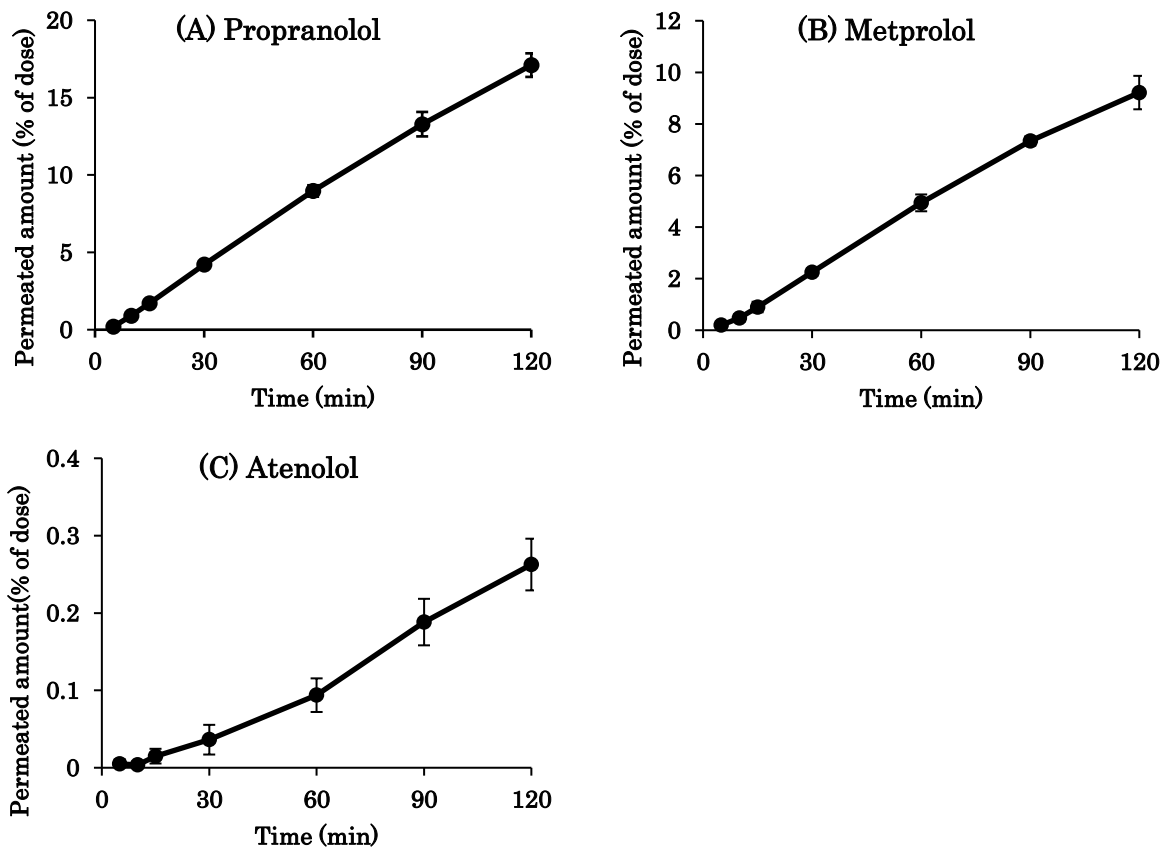 (A) Propranolol
Permeated amount (% of dose)
20
15
10
5
0
0 30 60 90 120
Time (min)
(B) Metprolol
Permeated amount (% of dose)
12
10
8
6
4
2
0
0 30 60 90 120
Time (min)
(C) Atenolol
Permeated amount(% of dose)
0.4
0.3
0.2
0.1
0
0 30 60 90 120
Time (min)